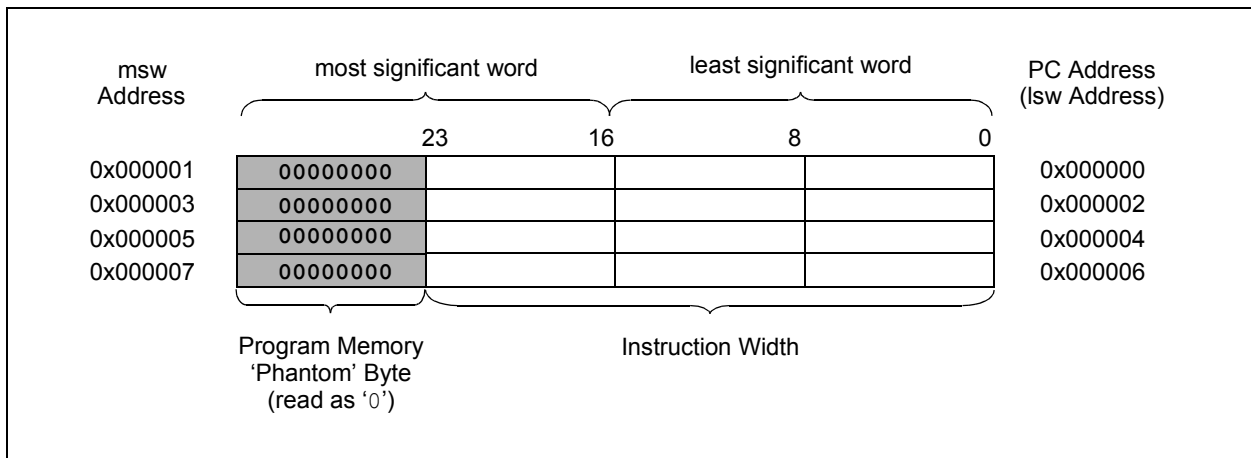 msw
Address
most significant word
least significant word
PC Address
(lsw Address)
23
16
8
0
0x000001
00000000
0x000000
0x000003
00000000
0x000002
0x000005
00000000
0x000004
0x000007
00000000
0x000006
Program Memory
‘Phantom’ Byte
(read as ‘0’)
Instruction Width